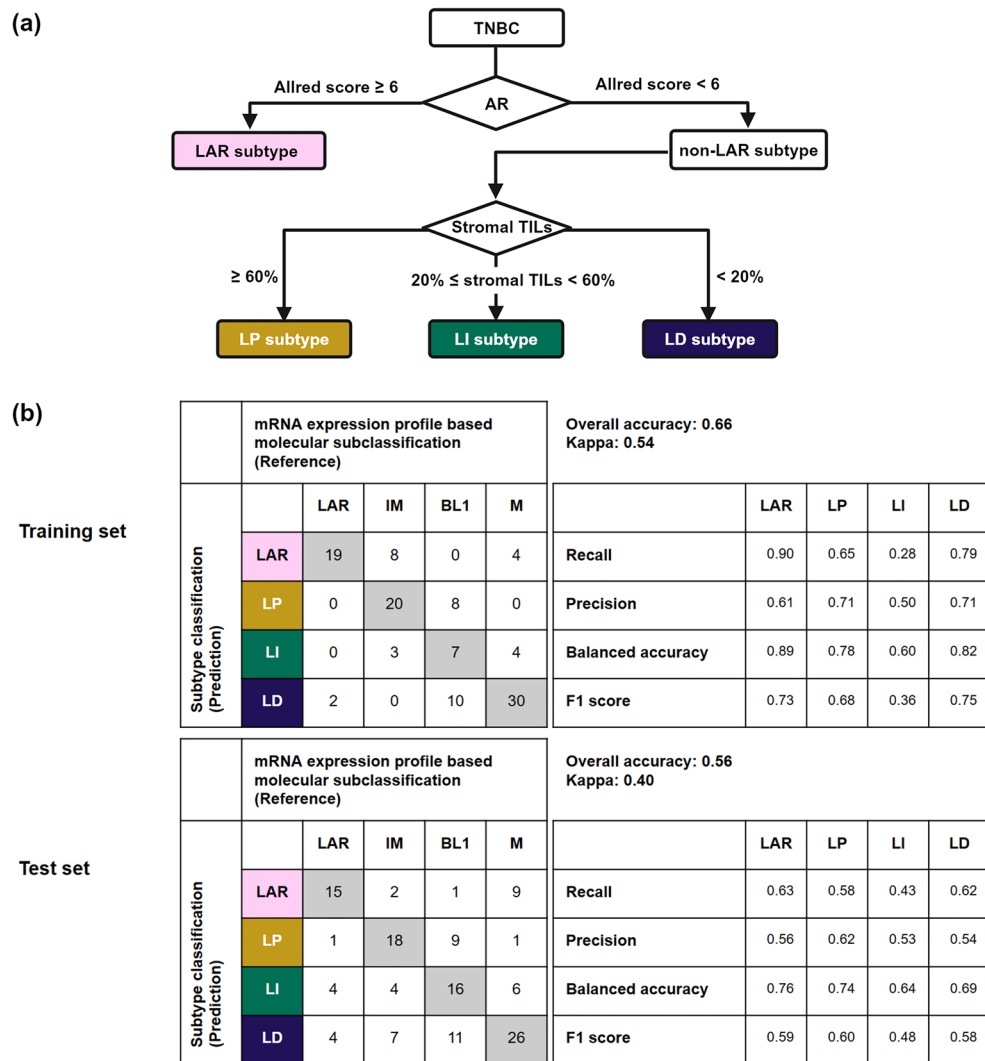 (a)
TNBC
Allred score ≥ 6
Allred score < 6
AR
LAR subtype
non-LAR subtype
Stromal TILs
≥ 60%
20% ≤ stromal TILs < 60%
< 20%
LP subtype
LI subtype
LD subtype
(b)
mRNA expression profile based
molecular subclassification
(Reference)
Overall accuracy: 0.66
Kappa: 0.54
Training set
Subtype classification
(Prediction)
LAR IM BL1 M
LAR 19 8 0 4
LP 0 20 8 0
LI 0 3 7 4
LD 2 0 10 30
LAR LP LI LD
Recall 0.90 0.65 0.28 0.79
Precision 0.61 0.71 0.50 0.71
Balanced accuracy 0.89 0.78 0.60 0.82
F1 score 0.73 0.68 0.36 0.75
mRNA expression profile based
molecular subclassification
(Reference)
Overall accuracy: 0.56
Kappa: 0.40
Test set
Subtype classification
(Prediction)
LAR IM BL1 M
LAR 15 2 1 9
LP 1 18 9 1
LI 4 4 16 6
LD 4 7 11 26
LAR LP LI LD
Recall 0.63 0.58 0.43 0.62
Precision 0.56 0.62 0.53 0.54
Balanced accuracy 0.76 0.74 0.64 0.69
F1 score 0.59 0.60 0.48 0.58